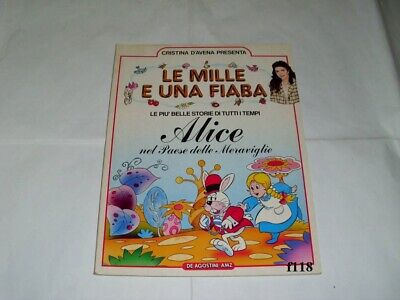 CRISTINA D'AVENA PRESENTA
LE MILLE
E UNA FIABA
LE PIU' BELLE STORIE DI TUTTI I TEMPI
Alice
nel Paese delle Meraviglie
DE AGOSTINI-AMZ
f118